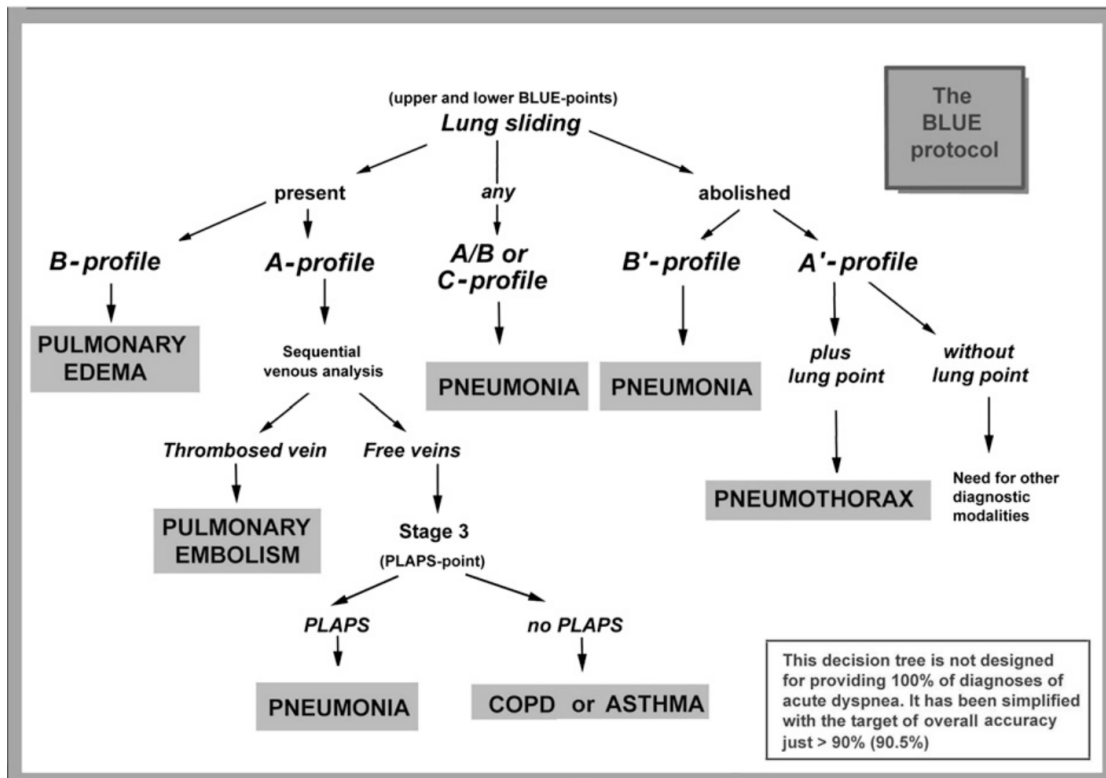 The
BLUE
protocol
(upper and lower BLUE-points)
Lung sliding
present
any
abolished
B-profile
A-profile
A/B or
C-profile
B'-profile
A'-profile
PULMONARY
EDEMA
Sequential
venous analysis
PNEUMONIA
PNEUMONIA
plus
lung point
without
lung point
Thrombosed vein
Free veins
PULMONARY
EMBOLISM
Stage 3
(PLAPS-point)
PNEUMOTHORAX
Need for other
diagnostic
modalities
PLAPS
no PLAPS
PNEUMONIA
COPD or ASTHMA
This decision tree is not designed
for providing 100% of diagnoses of
acute dyspnea. It has been simplified
with the target of overall accuracy
just > 90% (90.5%)